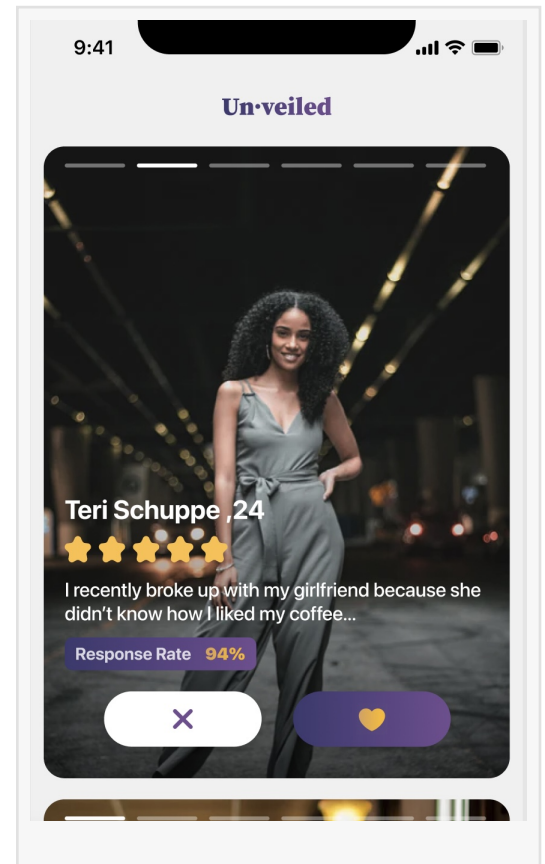 9:41
Un·veiled
Teri Schuppe ,24
I recently broke up with my girlfriend because she
didn't know how I liked my coffee...
Response Rate 94%